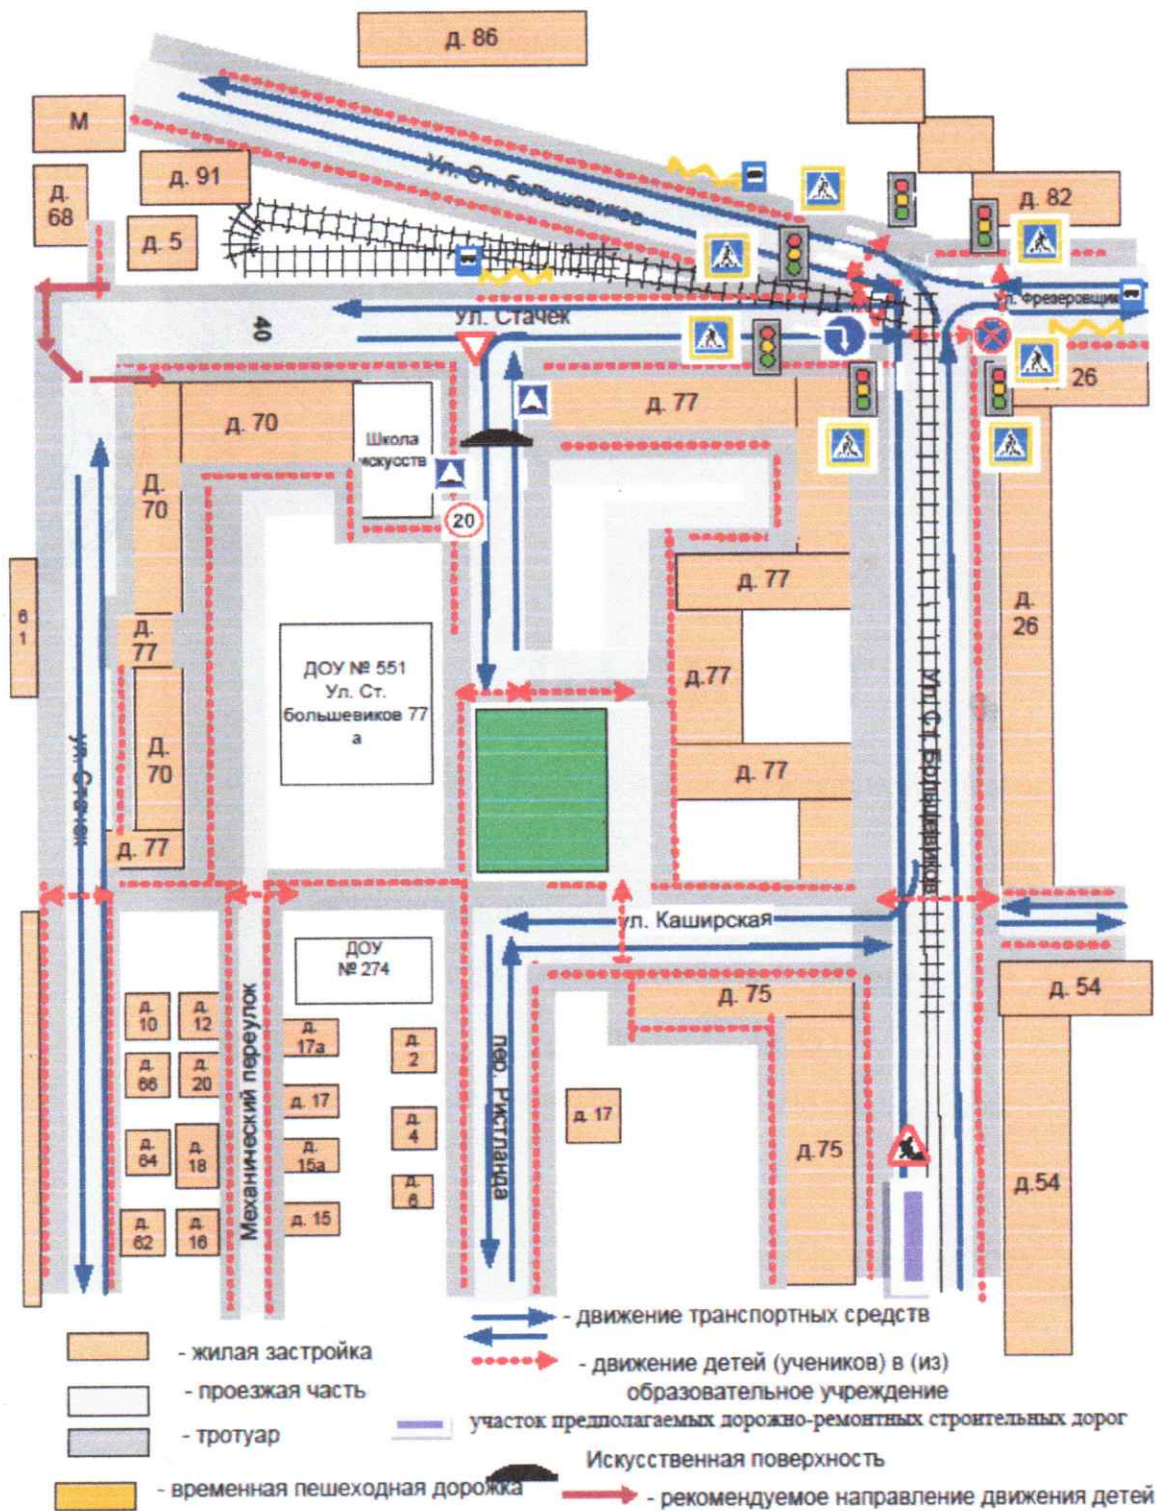 д. 86
М
д. 91
д. 82
Д.
68
д. 5
Ул. Ст. большевиков
ул. Фрезеровщик
Ул. Стачек
40
26
д. 70
д. 77
Школа
искусств
Д.
70
20
д. 77
6
1
Д.
77
Д.
26
ДОУ № 551
Ул. Ст.
большевиков 77
а
д.77
Ул. Ст. Большевиков
ул. Стачек
Д.
70
д. 77
д. 77
ул. Каширская
ДОУ
№ 274
д. 75
д. 54
Д.
10
Д.
12
Д.
17а
Д.
2
Механический переулок
пер. Ристланда
Д.
66
Д.
20
д. 17
д. 17
Д.
4
Д.
64
Д.
18
Д.
15а
д.75
д.54
Д.
6
Д.
62
Д.
16
д. 15
- движение транспортных средств
- жилая застройка
- движение детей (учеников) в (из)
образовательное учреждение
- проезжая часть
участок предполагаемых дорожно-ремонтных строительных дорог
- тротуар
Искусственная поверхность
- временная пешеходная дорожка
- рекомендуемое направление движения детей